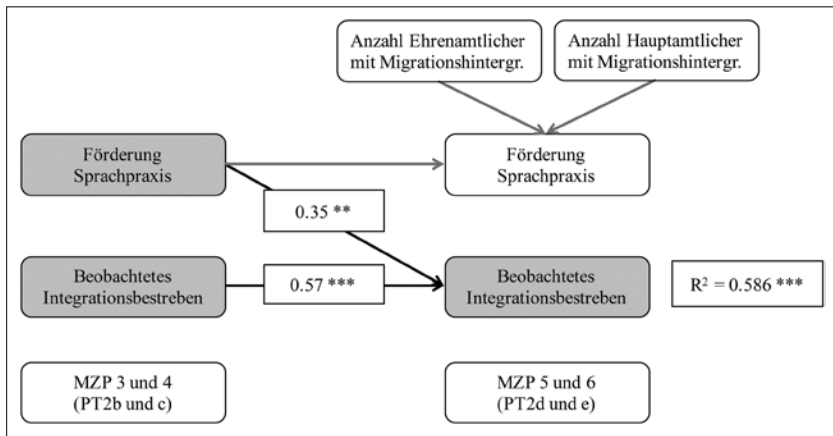 Anzahl Ehrenamtlicher
mit Migrationshintergr.
Anzahl Hauptamtlicher
mit Migrationshintergr.
Förderung
Sprachpraxis
Förderung
Sprachpraxis
0.35 **
Beobachtetes
Integrationsbestreben
0.57 ***
Beobachtetes
Integrationsbestreben
R² = 0.586 ***
MZP 3 und 4
(PT2b und c)
MZP 5 und 6
(PT2d und e)